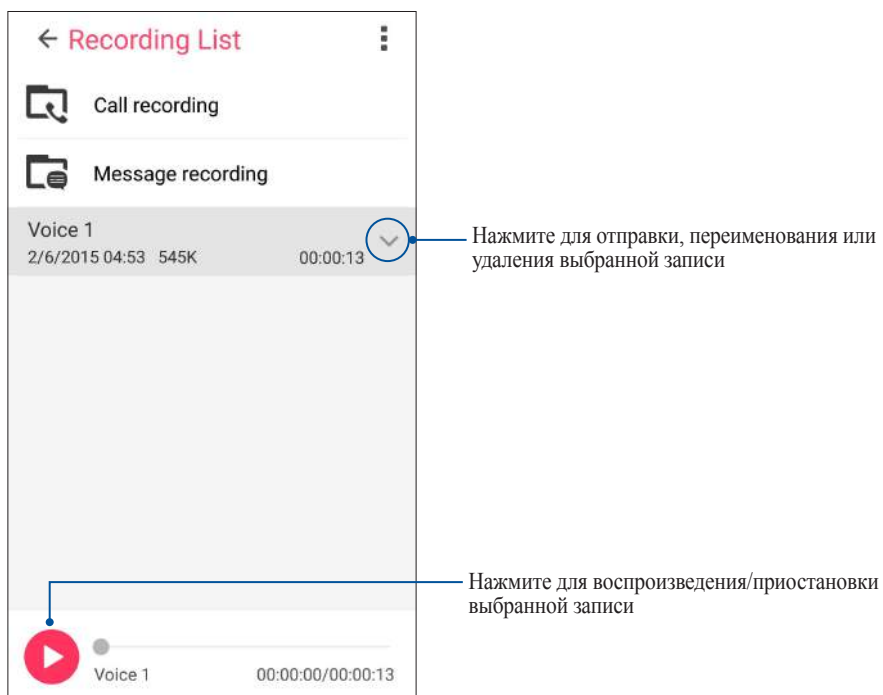 Recording List
Call recording
Message recording
Voice 1
2/6/2015 04:53 545K 00:00:13
Нажмите для отправки, переименования или
удаления выбранной записи
Нажмите для воспроизведения/приостановки
выбранной записи
Voice 1 00:00:00/00:00:13